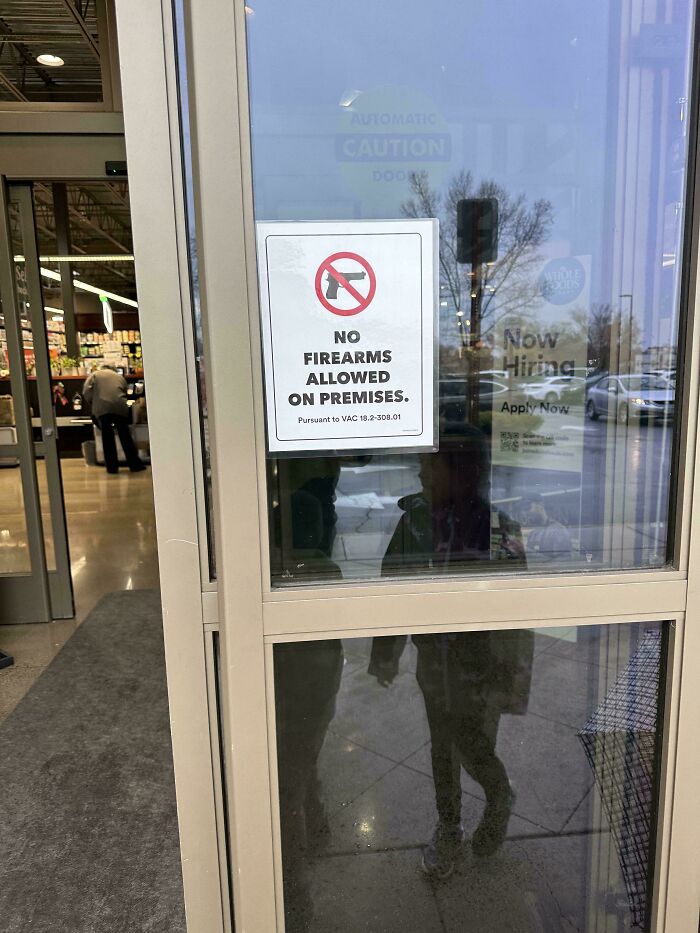 AUTOMATIC
CAUTION
DOOR
NO
FIREARMS
ALLOWED
ON PREMISES.
Pursuant to VAC 18.2-308.01
WHOLE
FOODS
Now
Hiring
Apply Now